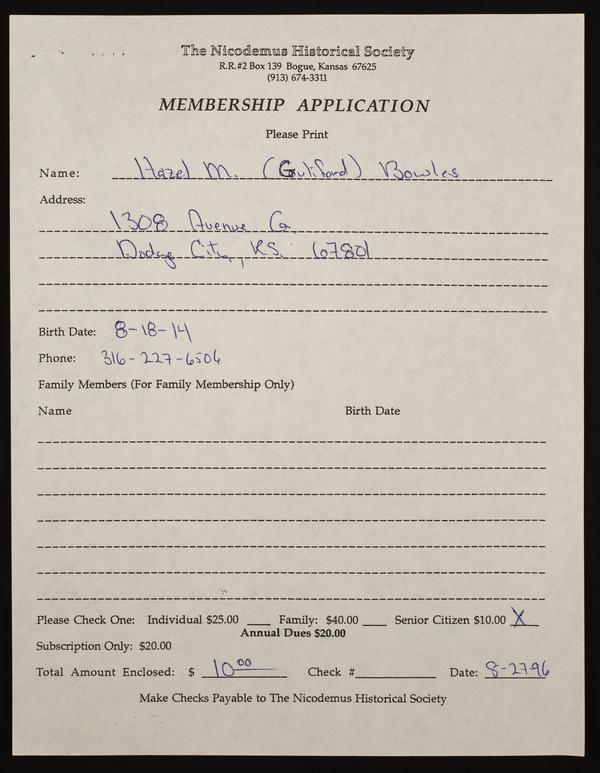 The Nicodemus Historical Society
R.R.#2 Box 139 Bogue, Kansas 67625
(913) 674-3311
MEMBERSHIP APPLICATION
Please Print
Name: Hazel M. (Guliford) Bowles
Address:
1308 Avenue G
Dodge City, KS. 67801
Birth Date: 8-18-14
Phone: 316-227-6506
Family Members (For Family Membership Only)
Name Birth Date
Please Check One: Individual $25.00 ___ Family: $40.00 ___ Senior Citizen $10.00 X
Annual Dues $20.00
Subscription Only: $20.00
Total Amount Enclosed: $ 10.00 Check # Date: 8-27-96
Make Checks Payable to The Nicodemus Historical Society